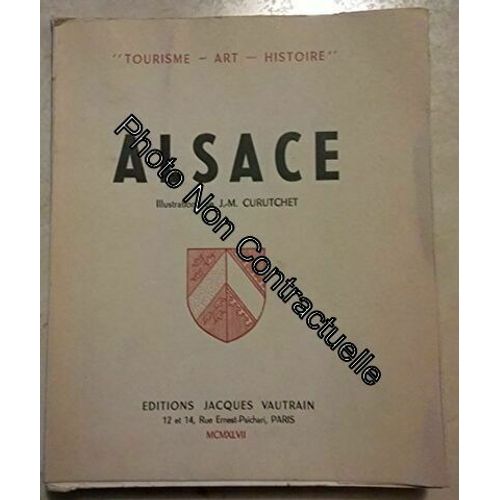 "TOURISME - ART - HISTOIRE"
ALSACE
Illustrations J.-M. CURUTCHET
EDITIONS JACQUES VAUTRAIN
12 et 14, Rue Ernest-Psichari, PARIS
MCMXLVII
Photo Non Contractuelle